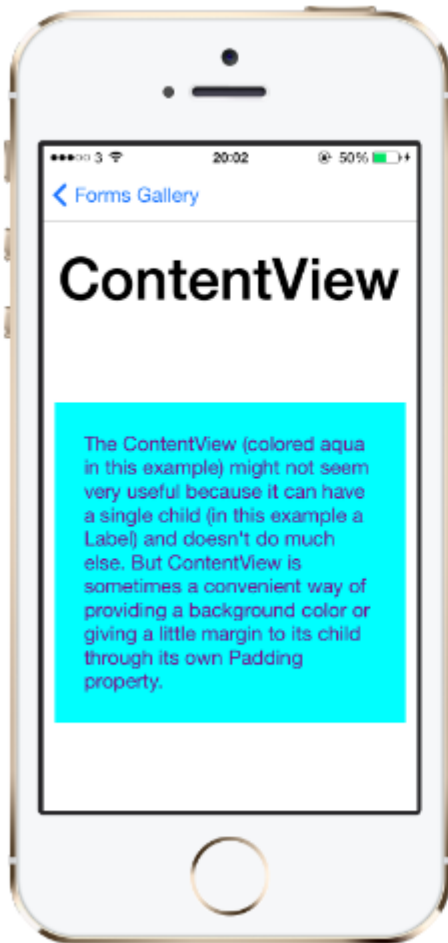 3 20:02 50%
Forms Gallery
ContentView
The ContentView (colored aqua
in this example) might not seem
very useful because it can have
a single child (in this example a
Label) and doesn't do much
else. But ContentView is
sometimes a convenient way of
providing a background color or
giving a little margin to its child
through its own Padding
property.